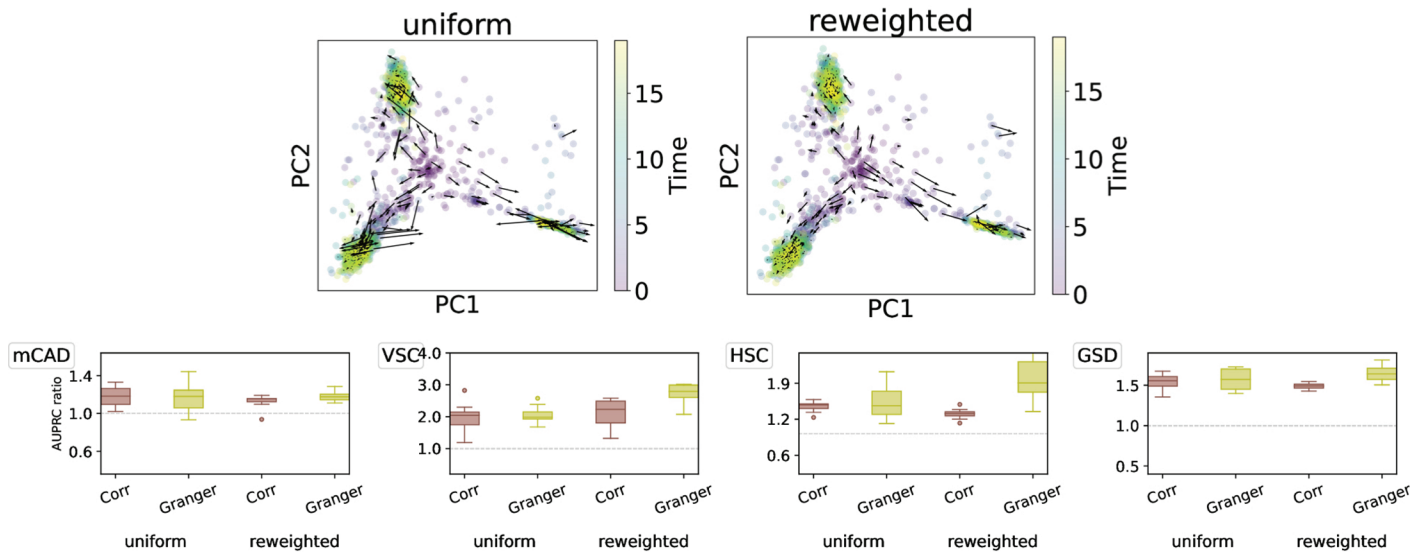 uniform
reweighted
PC2
PC1
15
10
5
0
Time
PC2
PC1
15
10
5
0
Time
mCAD
AUPRC ratio
1.4
1.0
0.6
Corr Granger Corr Granger
uniform reweighted
VSC
4.0
3.0
2.0
1.0
Corr Granger Corr Granger
uniform reweighted
HSC
1.9
1.2
0.6
Corr Granger Corr Granger
uniform reweighted
GSD
1.5
1.0
0.5
Corr Granger Corr Granger
uniform reweighted